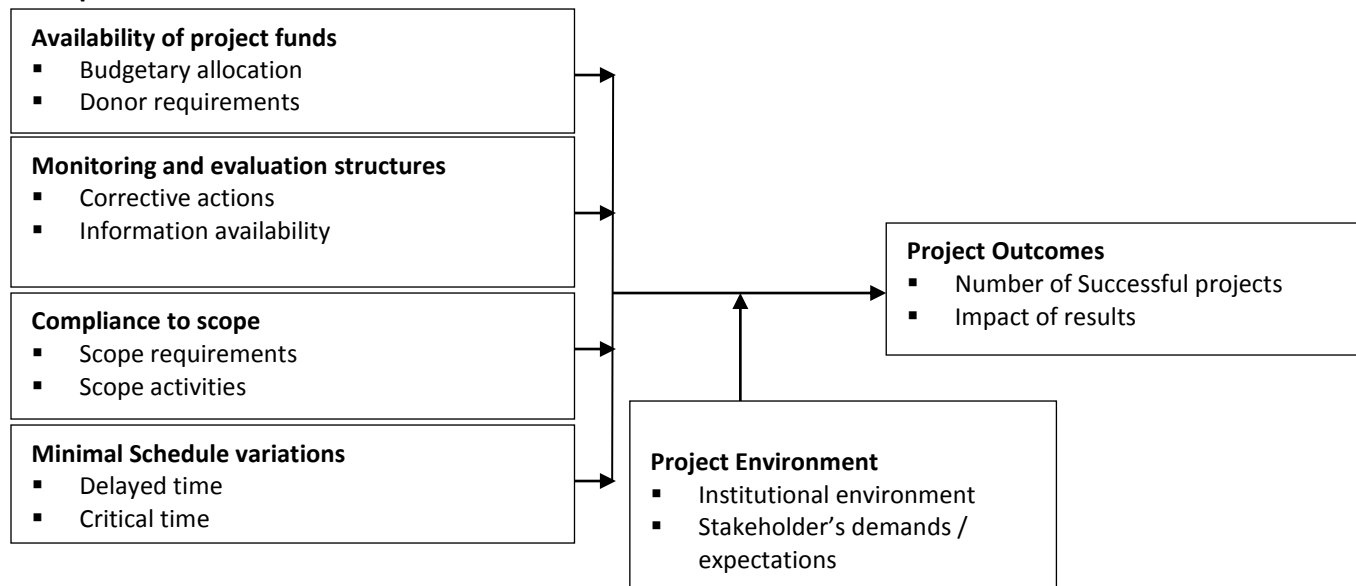 Availability of project funds
▪ Budgetary allocation
▪ Donor requirements
Monitoring and evaluation structures
▪ Corrective actions
▪ Information availability
Compliance to scope
▪ Scope requirements
▪ Scope activities
Minimal Schedule variations
▪ Delayed time
▪ Critical time
Project Environment
▪ Institutional environment
▪ Stakeholder’s demands /
expectations
Project Outcomes
▪ Number of Successful projects
▪ Impact of results